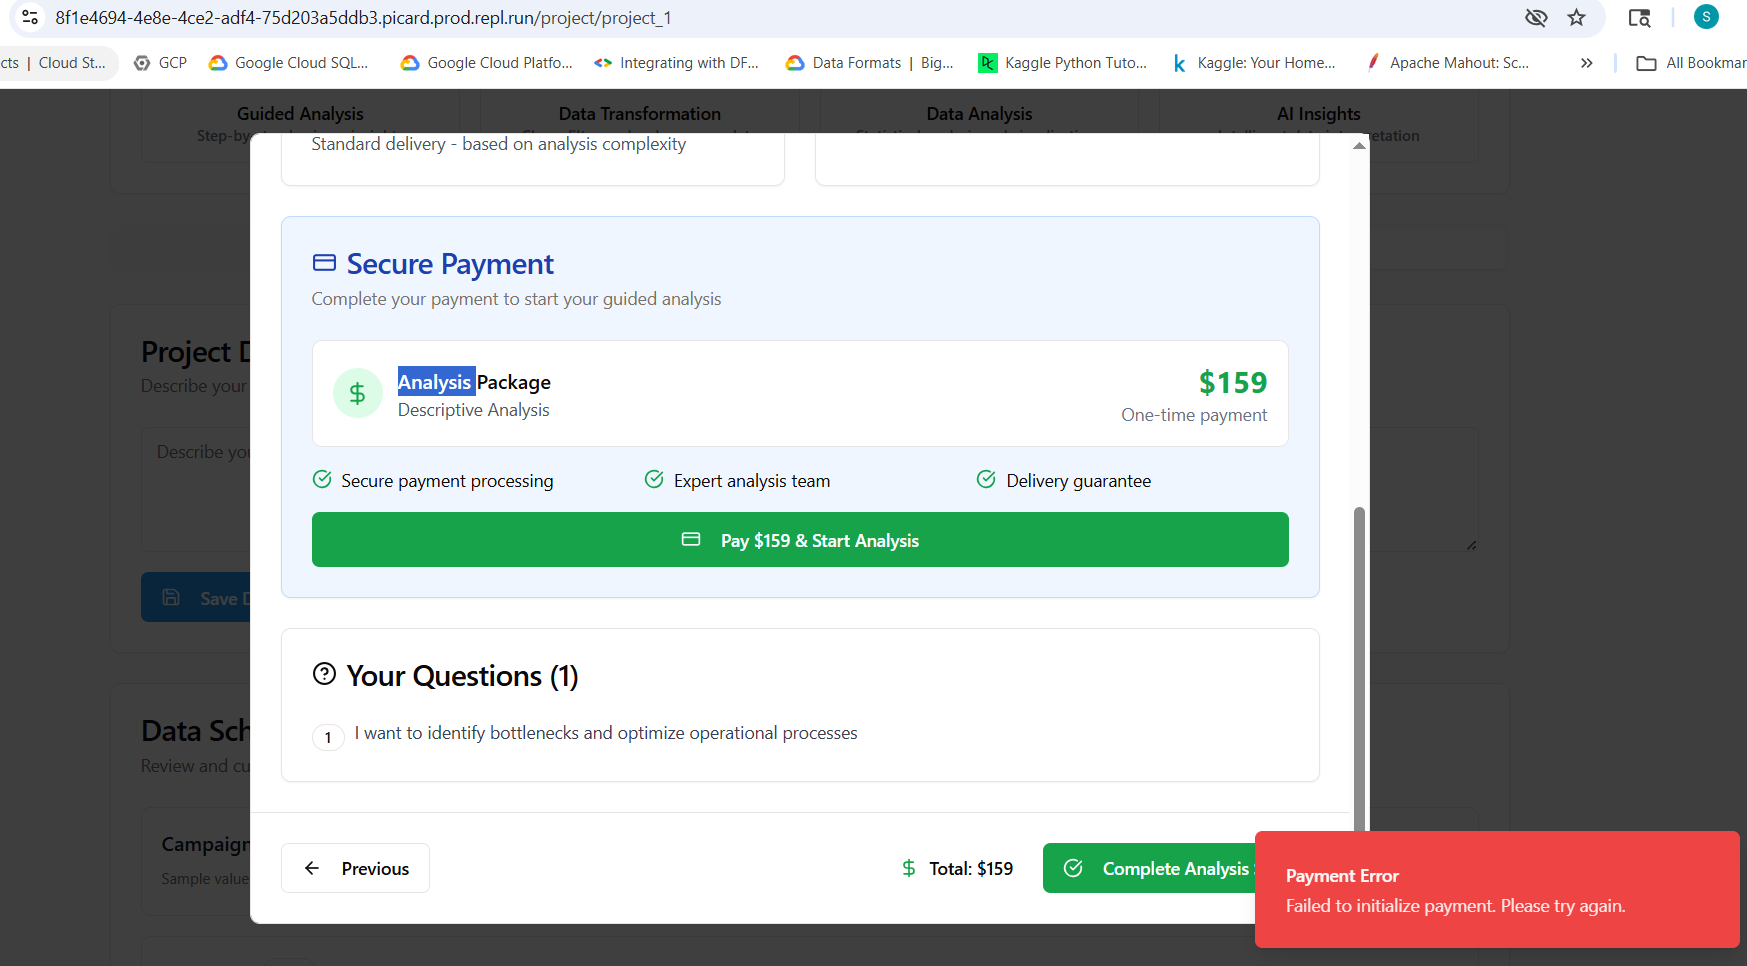 8f1e4694-4e8e-4ce2-adf4-75d203a5ddb3.picard.prod.repl.run/project/project_1
S
cts | Cloud St...
GCP
Google Cloud SQL...
Google Cloud Platfo...
Integrating with DF...
Data Formats | Big...
Kaggle Python Tuto...
Kaggle: Your Home...
Apache Mahout: Sc...
All Bookmar
Guided Analysis
Data Transformation
Data Analysis
AI Insights
Standard delivery - based on analysis complexity
Secure Payment
Complete your payment to start your guided analysis
Analysis Package
Descriptive Analysis
$159
One-time payment
Secure payment processing
Expert analysis team
Delivery guarantee
Pay $159 & Start Analysis
Your Questions (1)
1 I want to identify bottlenecks and optimize operational processes
Previous
Total: $159
Complete Analysis
Payment Error
Failed to initialize payment. Please try again.
Project D
Describe your
Describe you
Save D
Data Sch
Review and cu
Campaign
Sample value